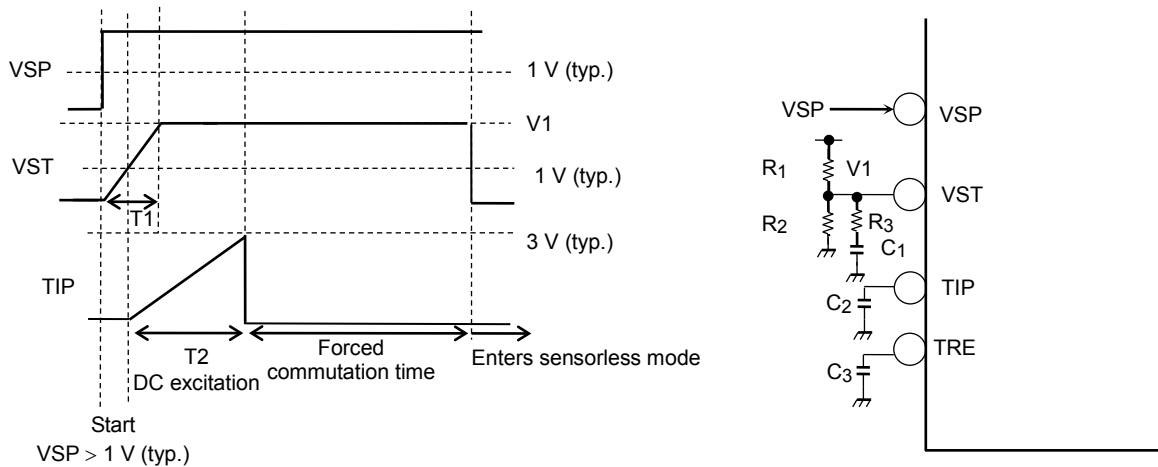 VSP
1 V (typ.)
V1
VST
1 V (typ.)
T1
3 V (typ.)
TIP
T2
DC excitation
Forced
commutation time
Enters sensorless mode
Start
VSP > 1 V (typ.)
VSP
VSP
R1
V1
VST
R2
R3
C1
TIP
C2
TRE
C3